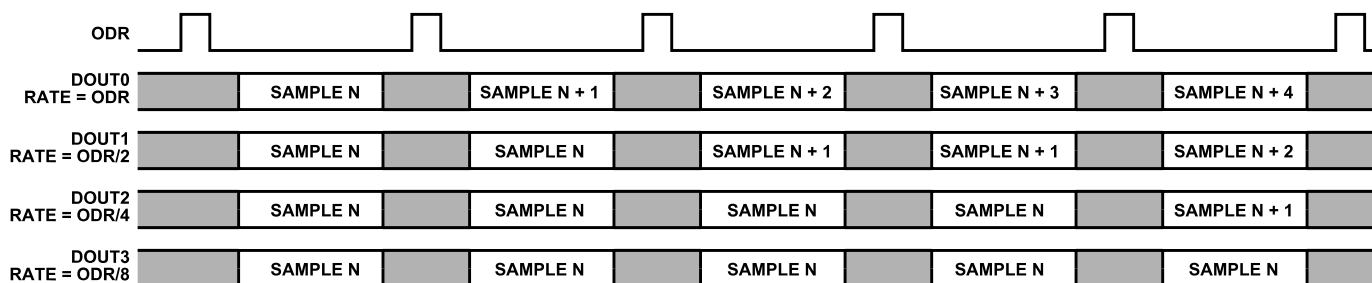 ODR
DOUT0
RATE = ODR
SAMPLE N
SAMPLE N + 1
SAMPLE N + 2
SAMPLE N + 3
SAMPLE N + 4
DOUT1
RATE = ODR/2
SAMPLE N
SAMPLE N
SAMPLE N + 1
SAMPLE N + 1
SAMPLE N + 2
DOUT2
RATE = ODR/4
SAMPLE N
SAMPLE N
SAMPLE N
SAMPLE N
SAMPLE N + 1
DOUT3
RATE = ODR/8
SAMPLE N
SAMPLE N
SAMPLE N
SAMPLE N
SAMPLE N